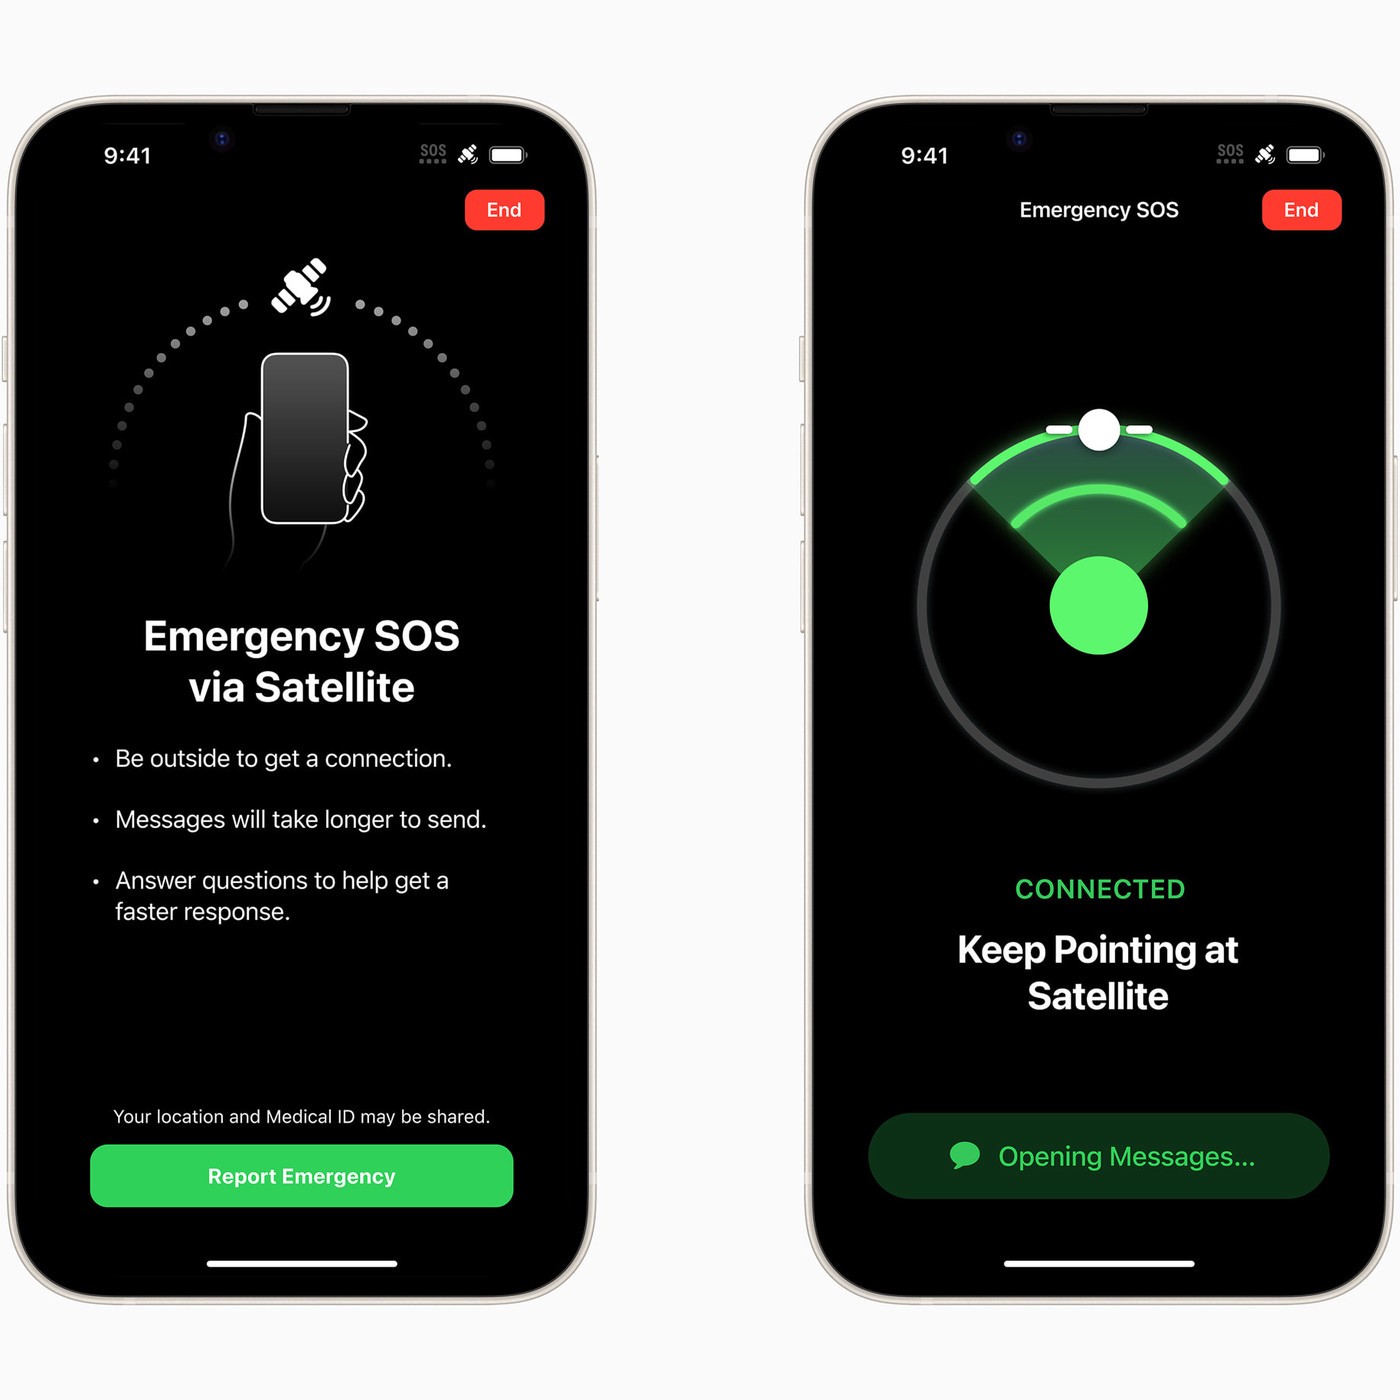 9:41
SOS
End
Emergency SOS
via Satellite
• Be outside to get a connection.
• Messages will take longer to send.
• Answer questions to help get a
faster response.
Your location and Medical ID may be shared.
Report Emergency
9:41
SOS
Emergency SOS
End
CONNECTED
Keep Pointing at
Satellite
Opening Messages...